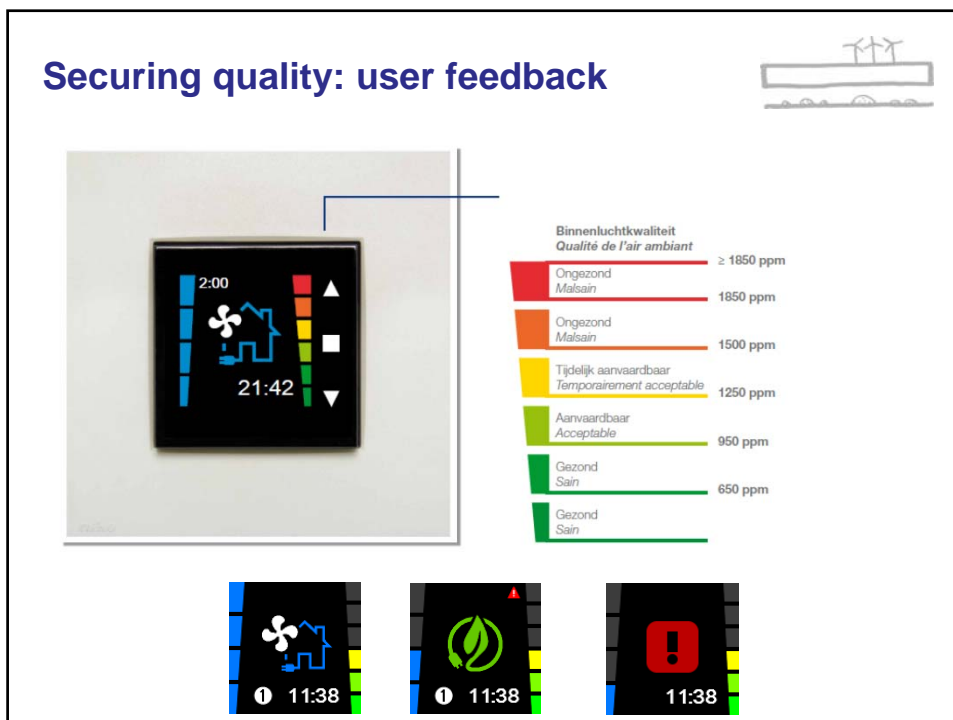 Securing quality: user feedback
2:00
21:42
Binnenluchtkwaliteit
Qualité de l'air ambiant
≥ 1850 ppm
Ongezond
Malsain
1850 ppm
Ongezond
Malsain
1500 ppm
Tijdelijk aanvaardbaar
Temporairement acceptable
1250 ppm
Aanvaardbaar
Acceptable
950 ppm
Gezond
Sain
650 ppm
Gezond
Sain
1 11:38
1 11:38
11:38